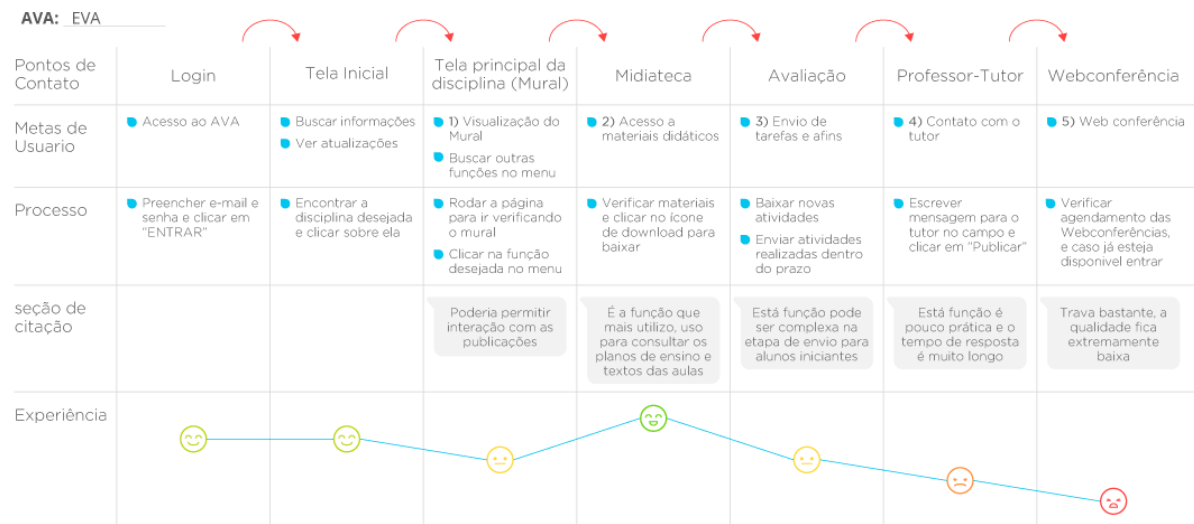 AVA: EVA
Pontos de
Contato
Login
Tela Inicial
Tela principal da
disciplina (Mural)
Midiateca
Avaliação
Professor-Tutor
Webconferência
Metas de
Usuario
Acesso ao AVA
Buscar informações
Ver atualizações
1) Visualização do
Mural
Buscar outras
funções no menu
2) Acesso a
materiais didáticos
3) Envio de
tarefas e afins
4) Contato com o
tutor
5) Web conferência
Processo
Preencher e-mail e
senha e clicar em
"ENTRAR"
Encontrar a
disciplina desejada
e clicar sobre ela
Rodar a página
para ir verificando
o mural
Clicar na função
desejada no menu
Verificar materiais
e clicar no ícone
de download para
baixar
Baixar novas
atividades
Enviar atividades
realizadas dentro
do prazo
Escrever
mensagem para o
tutor no campo e
clicar em "Publicar"
Verificar
agendamento das
Webconferências,
e caso já esteja
disponivel entrar
seção de
citação
Poderia permitir
interação com as
publicações
É a função que
mais utilizo, uso
para consultar os
planos de ensino e
textos das aulas
Está função pode
ser complexa na
etapa de envio para
alunos iniciantes
Está função é
pouco prática e o
tempo de resposta
é muito longo
Trava bastante, a
qualidade fica
extremamente
baixa
Experiência